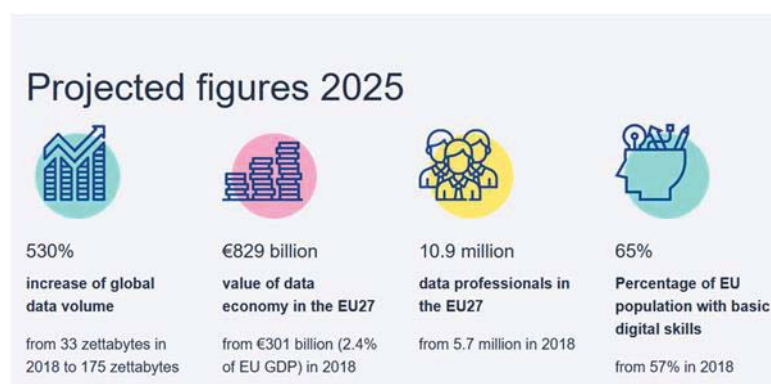 Projected figures 2025
530%
increase of global
data volume
from 33 zettabytes in
2018 to 175 zettabytes
€829 billion
value of data
economy in the EU27
from €301 billion (2.4%
of EU GDP) in 2018
10.9 million
data professionals in
the EU27
from 5.7 million in 2018
65%
Percentage of EU
population with basic
digital skills
from 57% in 2018